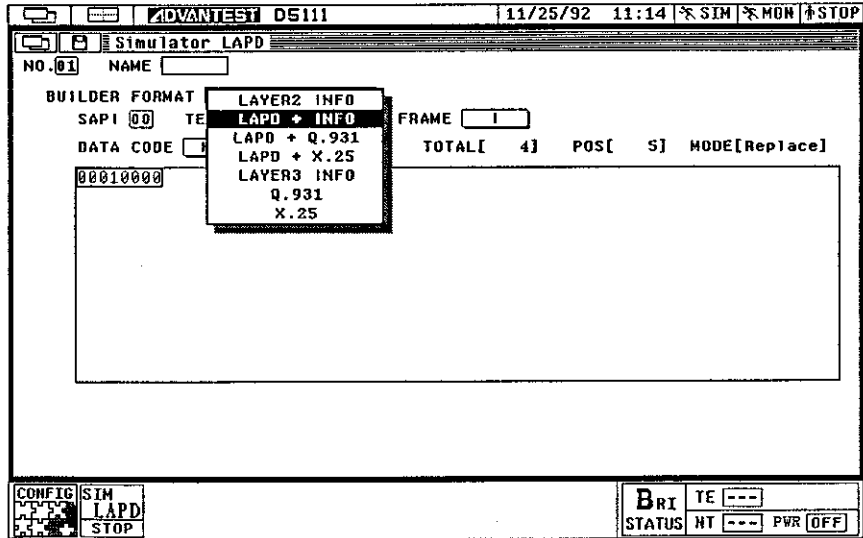 ADVANTEST D5111 11/25/92 11:14 SIM MON STOP
Simulator LAPD
NO.01 NAME
BUILDER FORMAT
LAYER2 INFO
SAPI 00 TE LAPD + INFO FRAME I
LAPD + Q.931
DATA CODE TOTAL[ 4] POS[ 5] MODE[Replace]
LAPD + X.25
00010000 LAYER3 INFO
Q.931
X.25
CONFIG SIM LAPD STOP
BRI STATUS TE [---]
NT [---] PWR OFF